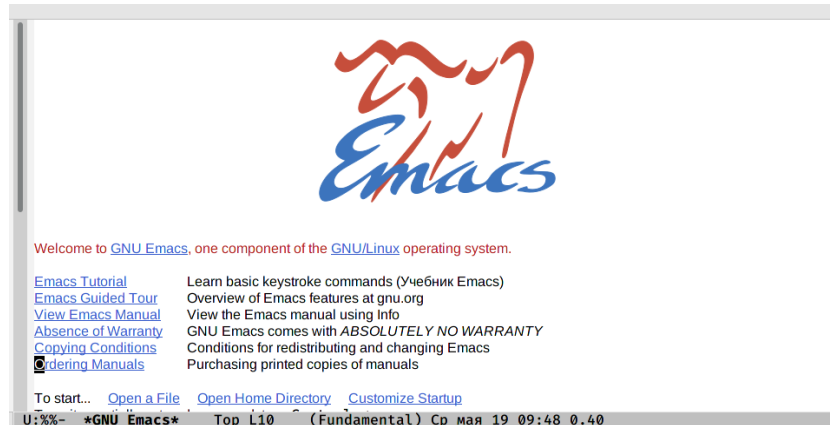 Emacs
Welcome to GNU Emacs, one component of the GNU/Linux operating system.
Emacs Tutorial Learn basic keystroke commands (Учебник Emacs)
Emacs Guided Tour Overview of Emacs features at gnu.org
View Emacs Manual View the Emacs manual using Info
Absence of Warranty GNU Emacs comes with ABSOLUTELY NO WARRANTY
Copying Conditions Conditions for redistributing and changing Emacs
Ordering Manuals Purchasing printed copies of manuals
To start... Open a File Open Home Directory Customize Startup
U:%%- *GNU Emacs* Top L10 (Fundamental) Ср мая 19 09:48 0.40